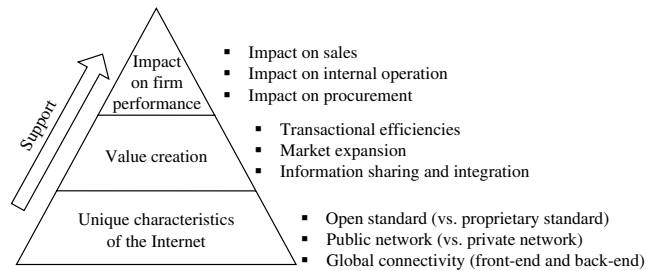 Support
Impact
on firm
performance
▪ Impact on sales
▪ Impact on internal operation
▪ Impact on procurement
Value creation
▪ Transactional efficiencies
▪ Market expansion
▪ Information sharing and integration
Unique characteristics
of the Internet
▪ Open standard (vs. proprietary standard)
▪ Public network (vs. private network)
▪ Global connectivity (front-end and back-end)